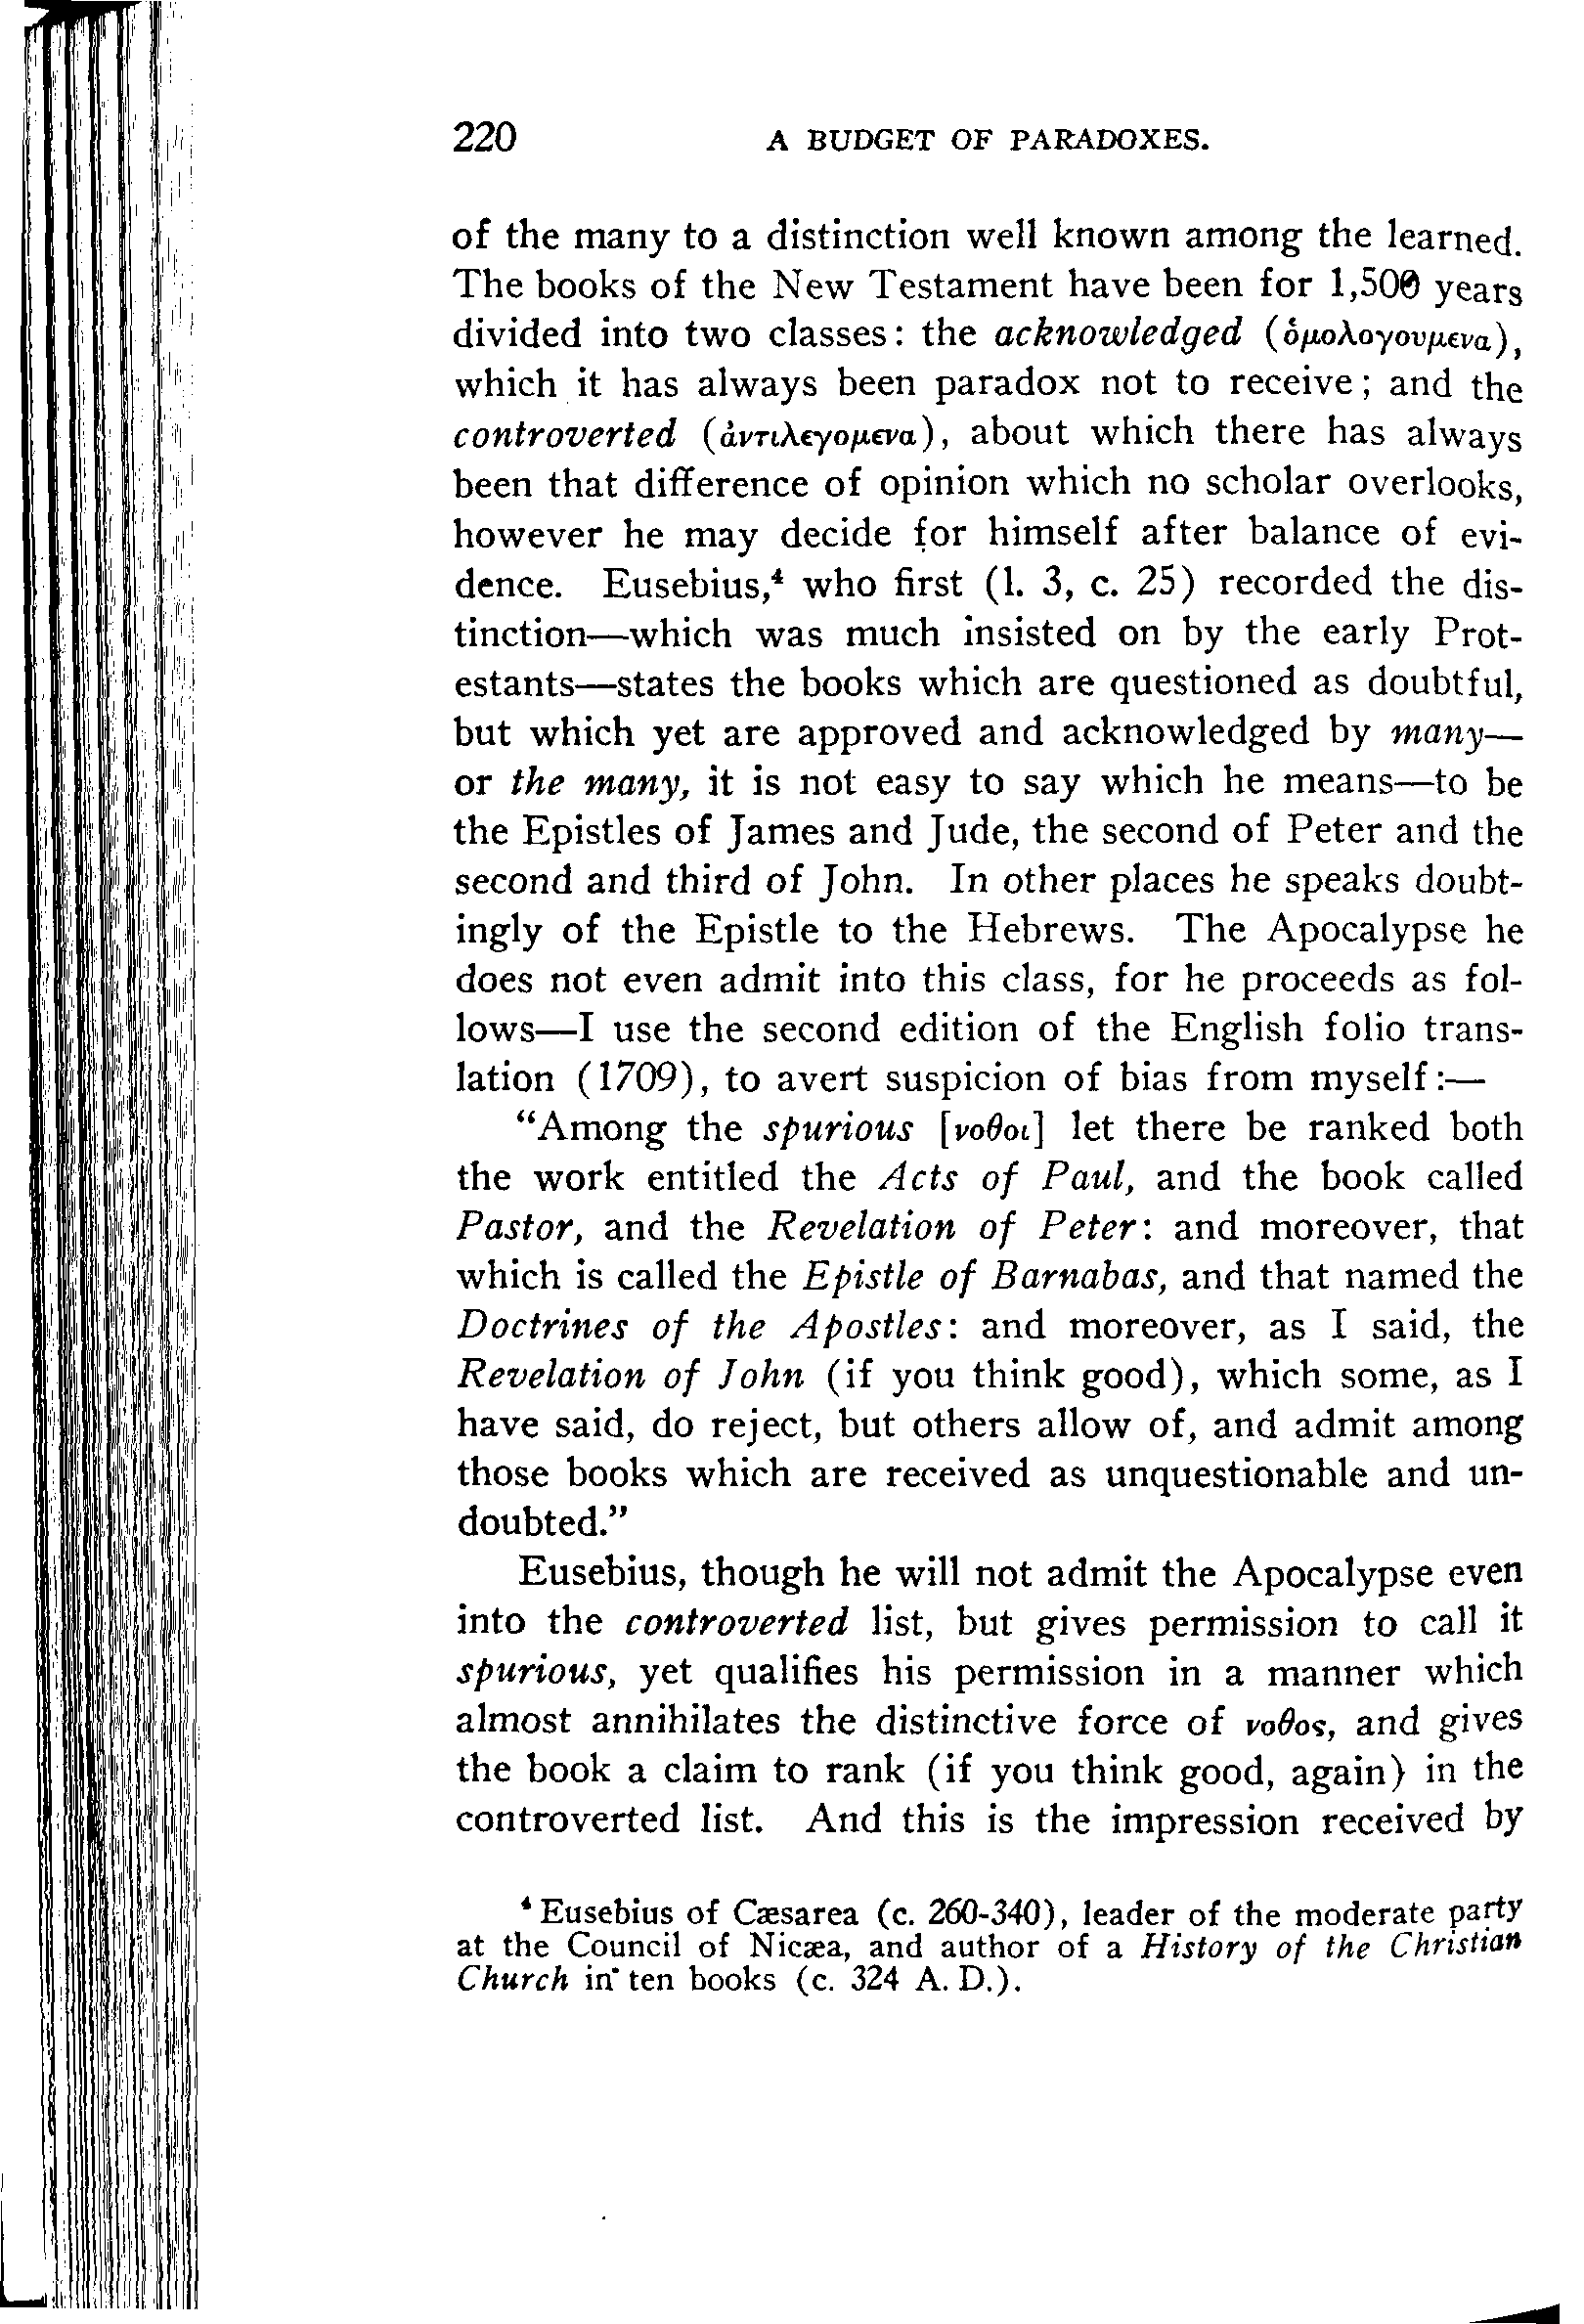 220 A BUDGET OF PARADOXES.
of the many to a distinction well known among the learned.
The books of the New Testament have been for 1,500 years
divided into two classes: the acknowledged (ὁμολογουμενα),
which it has always been paradox not to receive; and the
controverted (ἀντιλεγομενα), about which there has always
been that difference of opinion which no scholar overlooks,
however he may decide for himself after balance of evi-
dence. Eusebius,⁴ who first (l. 3, c. 25) recorded the dis-
tinction—which was much insisted on by the early Prot-
estants—states the books which are questioned as doubtful,
but which yet are approved and acknowledged by many—
or the many, it is not easy to say which he means—to be
the Epistles of James and Jude, the second of Peter and the
second and third of John. In other places he speaks doubt-
ingly of the Epistle to the Hebrews. The Apocalypse he
does not even admit into this class, for he proceeds as fol-
lows—I use the second edition of the English folio trans-
lation (1709), to avert suspicion of bias from myself:—
“Among the spurious [νοθοι] let there be ranked both
the work entitled the Acts of Paul, and the book called
Pastor, and the Revelation of Peter: and moreover, that
which is called the Epistle of Barnabas, and that named the
Doctrines of the Apostles: and moreover, as I said, the
Revelation of John (if you think good), which some, as I
have said, do reject, but others allow of, and admit among
those books which are received as unquestionable and un-
doubted.”
Eusebius, though he will not admit the Apocalypse even
into the controverted list, but gives permission to call it
spurious, yet qualifies his permission in a manner which
almost annihilates the distinctive force of νοθος, and gives
the book a claim to rank (if you think good, again) in the
controverted list. And this is the impression received by
⁴ Eusebius of Cæsarea (c. 260-340), leader of the moderate party
at the Council of Nicæa, and author of a History of the Christian
Church in ten books (c. 324 A. D.).